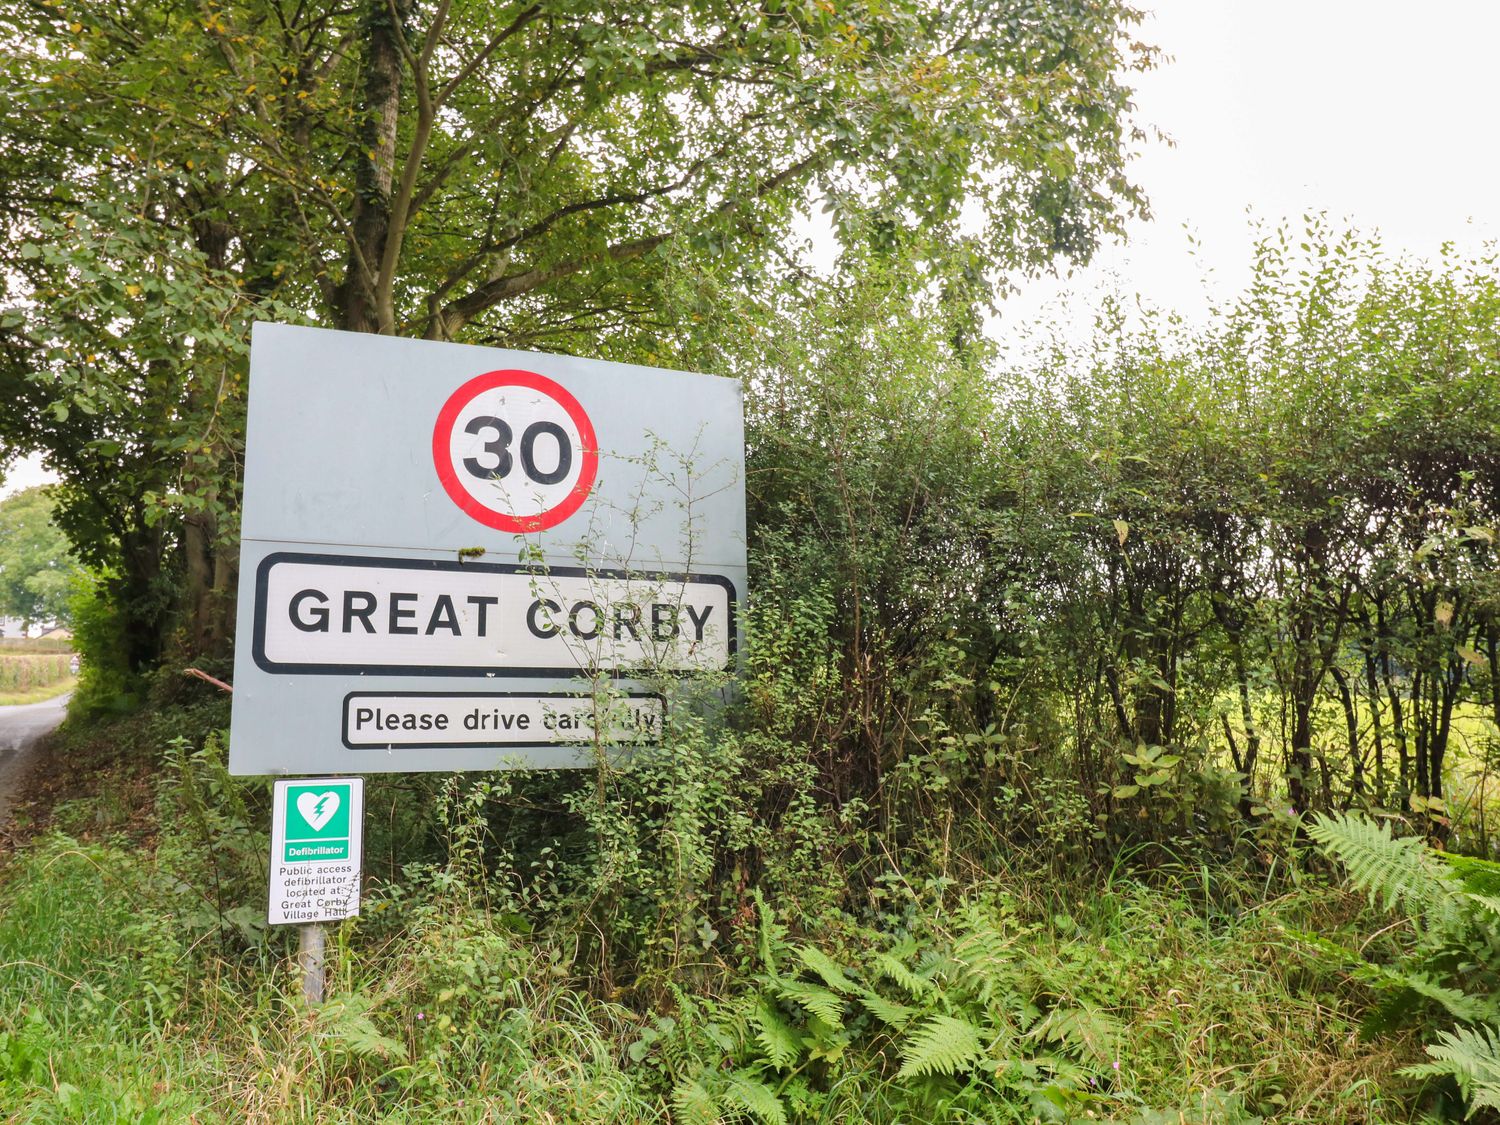 30
GREAT CORBY
Please drive carefully
Defibrillator
Public access
defibrillator
located at:
Great Corby
Village Hall